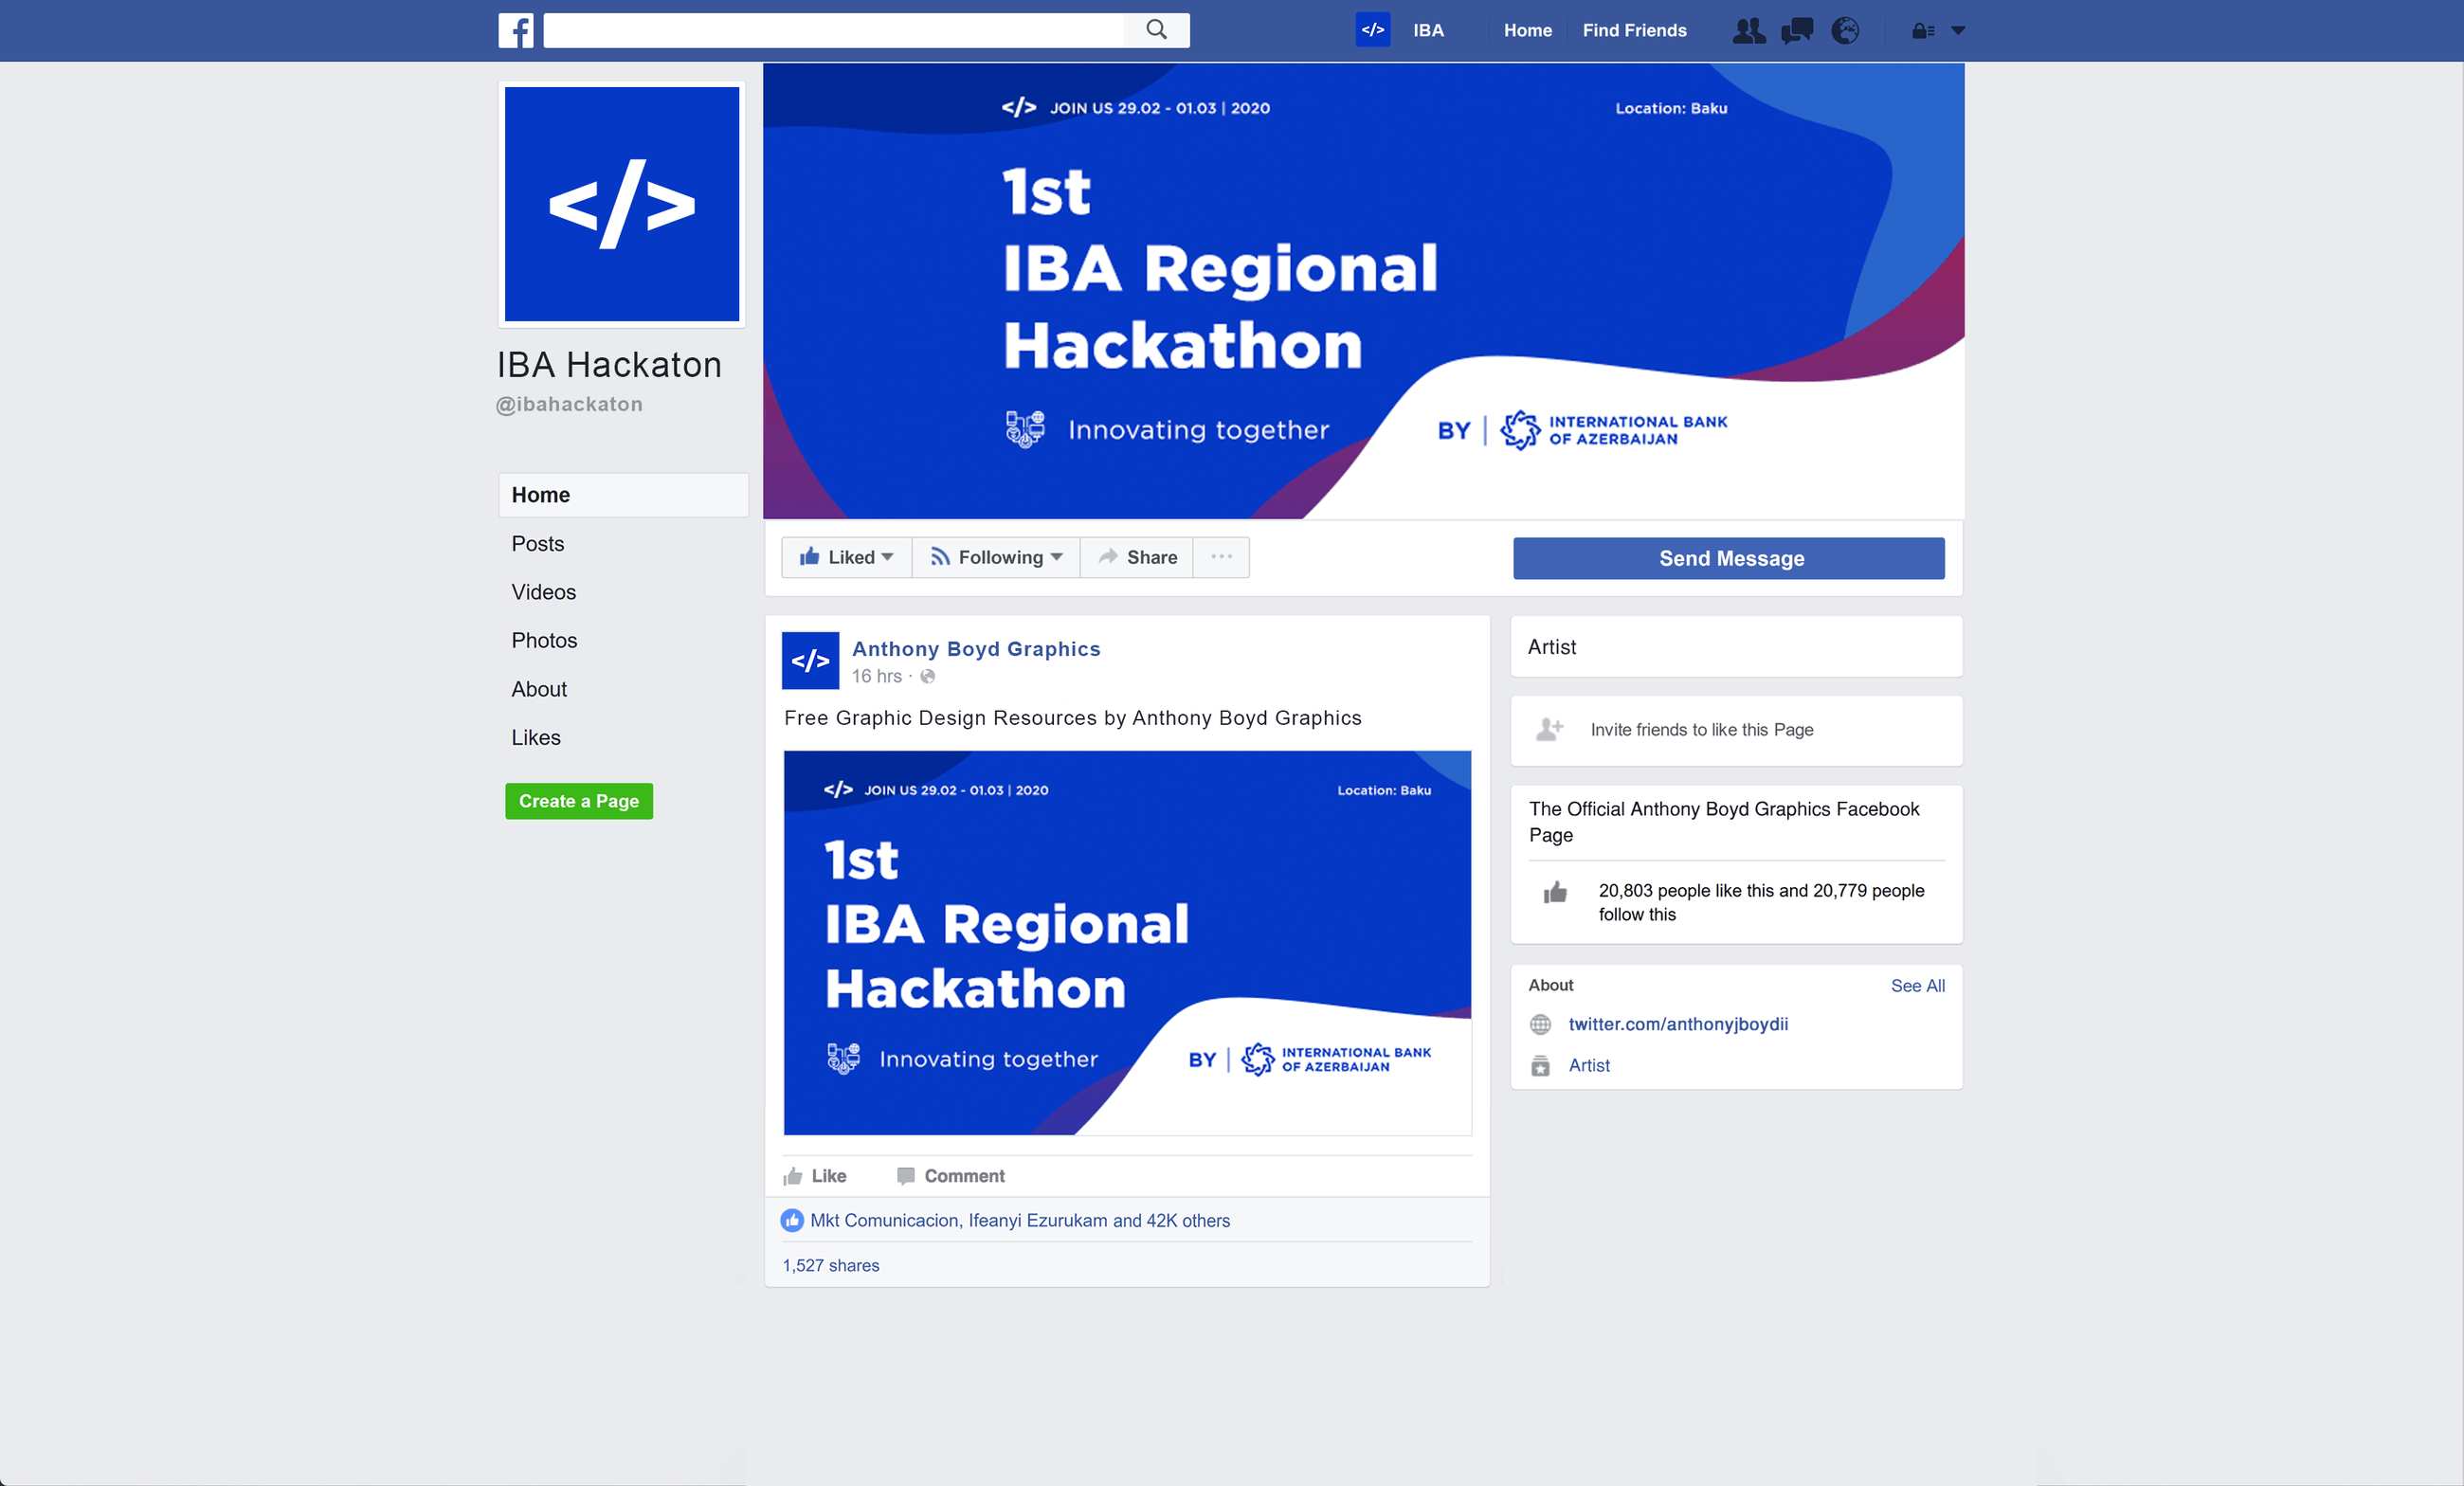 </> IBA Home Find Friends
</>
IBA Hackaton
@ibahackaton
Home
Posts
Videos
Photos
About
Likes
Create a Page
</> JOIN US 29.02 - 01.03 | 2020
Location: Baku
1st
IBA Regional
Hackathon
Innovating together
BY | INTERNATIONAL BANK
OF AZERBAIJAN
Liked Following Share ...
Send Message
</>
Anthony Boyd Graphics
16 hrs ·
Free Graphic Design Resources by Anthony Boyd Graphics
</> JOIN US 29.02 - 01.03 | 2020
Location: Baku
1st
IBA Regional
Hackathon
Innovating together
BY | INTERNATIONAL BANK
OF AZERBAIJAN
Like Comment
Mkt Comunicacion, Ifeanyi Ezurukam and 42K others
1,527 shares
Artist
Invite friends to like this Page
The Official Anthony Boyd Graphics Facebook
Page
20,803 people like this and 20,779 people
follow this
About See All
twitter.com/anthonyjboydii
Artist